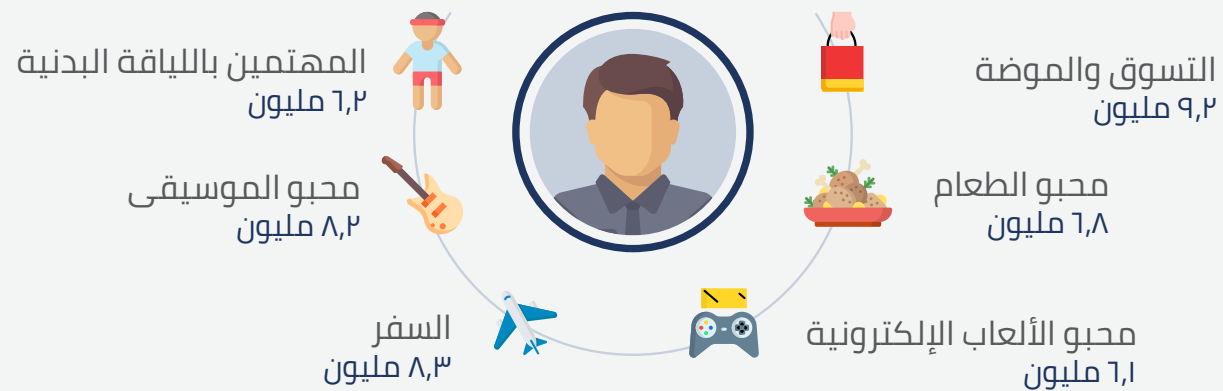 التسوق والموضة
٩,٢ مليون
محبو الطعام
٦,٨ مليون
محبو الألعاب الإلكترونية
٦,١ مليون
المهتمين باللياقة البدنية
٦,٢ مليون
محبو الموسيقى
٨,٢ مليون
السفر
٨,٣ مليون